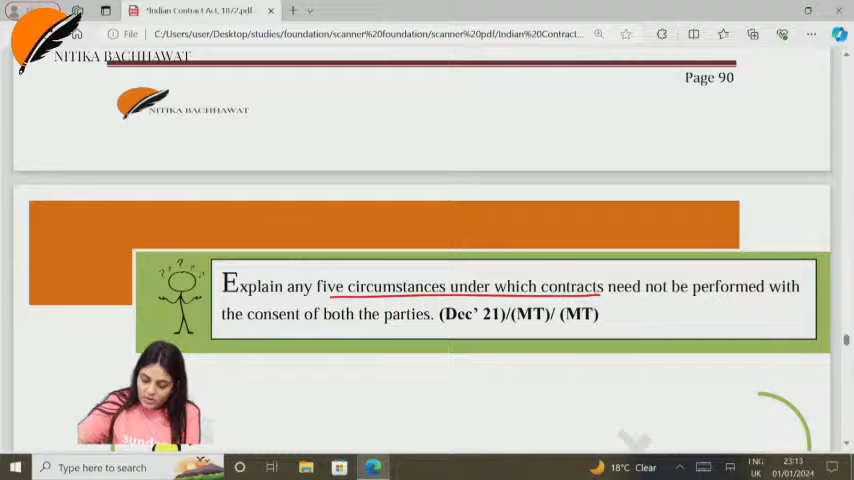 *Indian Contract Act, 1872.pdf
File
C:/Users/user/Desktop/studies/foundation/scanner%20foundation/scanner%20pdf/Indian%20Contract...
NITIKA BACHHAWAT
Page 90
NITIKA BACHHAWAT
Explain any five circumstances under which contracts need not be performed with
the consent of both the parties. (Dec' 21)/(MT)/ (MT)
Type here to search
18°C Clear
ENG
UK
23:13
01/01/2024